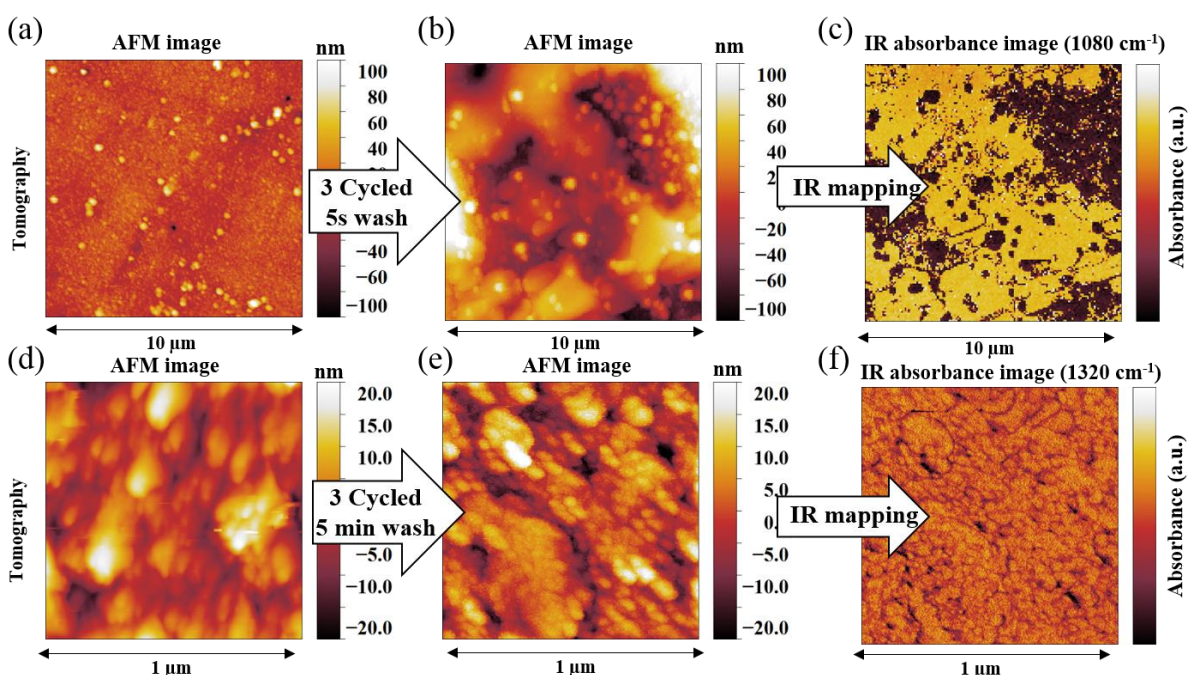 (a)
AFM image
nm
100
80
60
40
20
−40
−60
−100
Tomography
10 µm
3 Cycled
5s wash
(b)
AFM image
nm
100
80
60
40
2
0
−20
−40
−60
−80
−100
10 µm
IR mapping
(c)
IR absorbance image (1080 cm⁻¹)
Absorbance (a.u.)
10 µm
(d)
AFM image
nm
20.0
15.0
10.0
−5.0
−10.0
−20.0
Tomography
1 µm
3 Cycled
5 min wash
(e)
AFM image
nm
20.0
15.0
10.0
5.0
0.
−5.0
−10.0
−15.0
−20.0
1 µm
IR mapping
(f)
IR absorbance image (1320 cm⁻¹)
Absorbance (a.u.)
1 µm